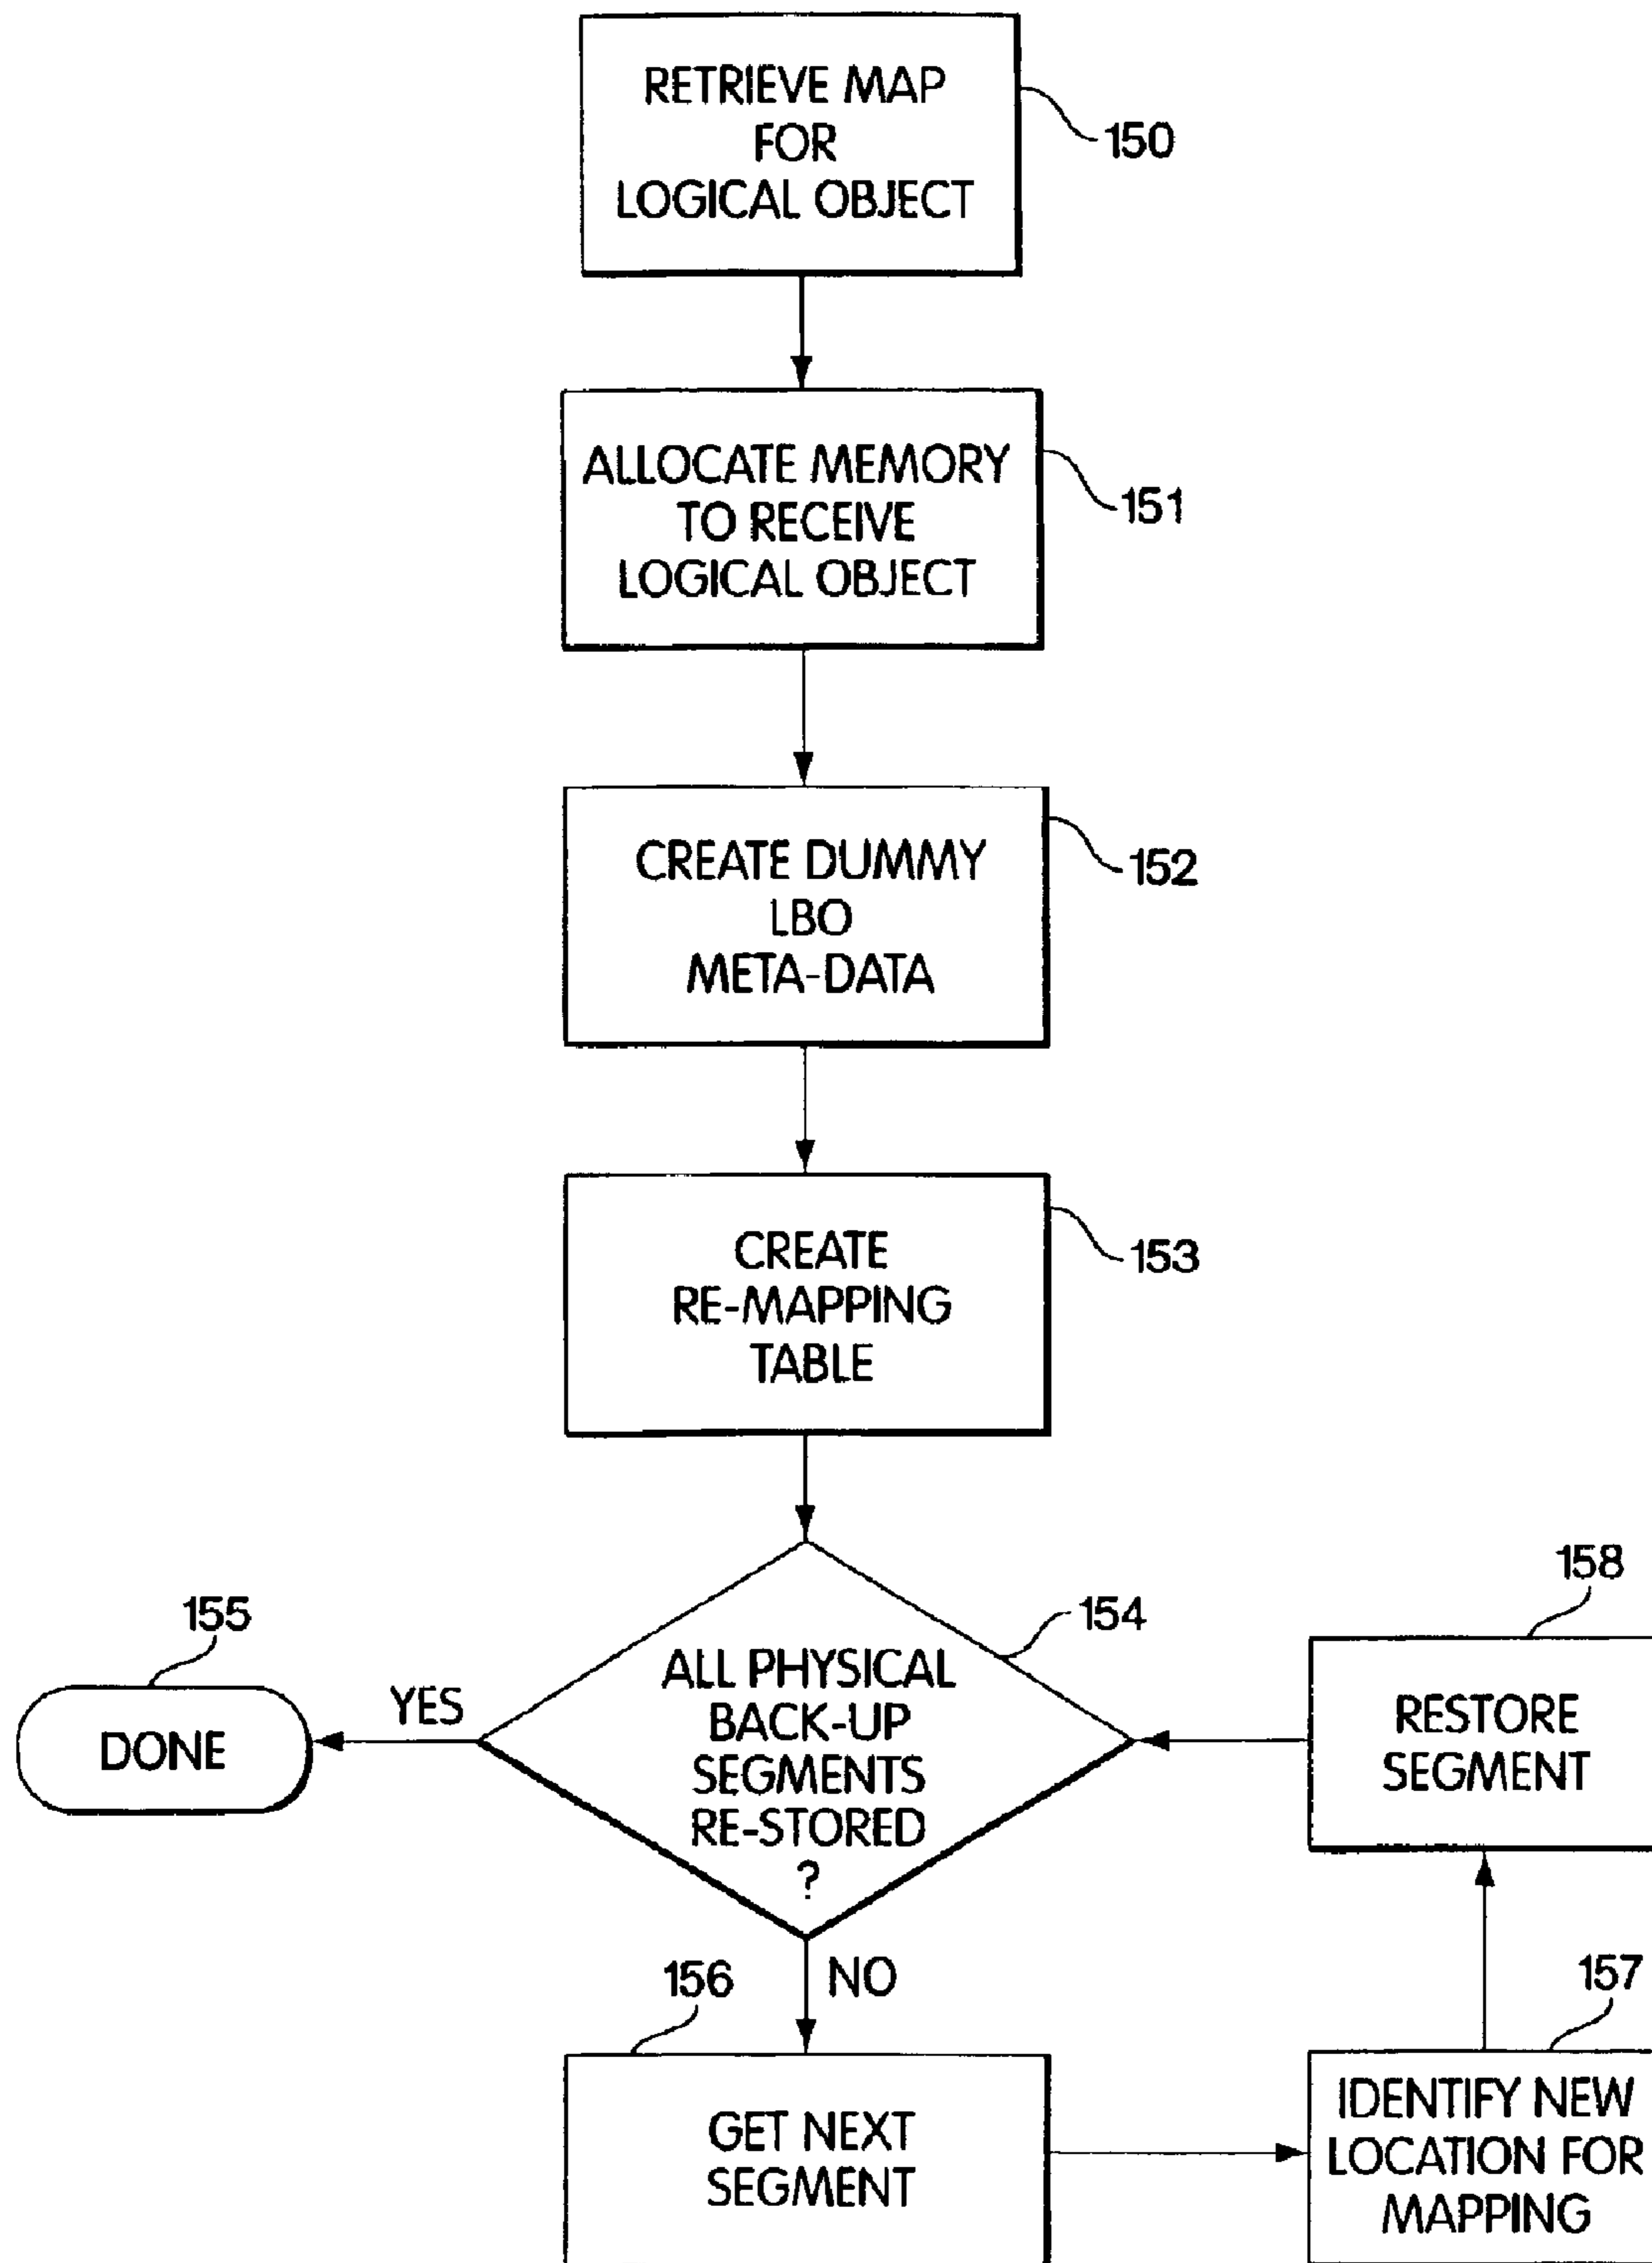 RETRIEVE MAP
FOR
LOGICAL OBJECT
150
ALLOCATE MEMORY
TO RECEIVE
LOGICAL OBJECT
151
CREATE DUMMY
LBO
META-DATA
152
CREATE
RE-MAPPING
TABLE
153
ALL PHYSICAL
BACK-UP
SEGMENTS
RE-STORED
?
154
YES
155
DONE
NO
156
GET NEXT
SEGMENT
157
IDENTIFY NEW
LOCATION FOR
MAPPING
158
RESTORE
SEGMENT